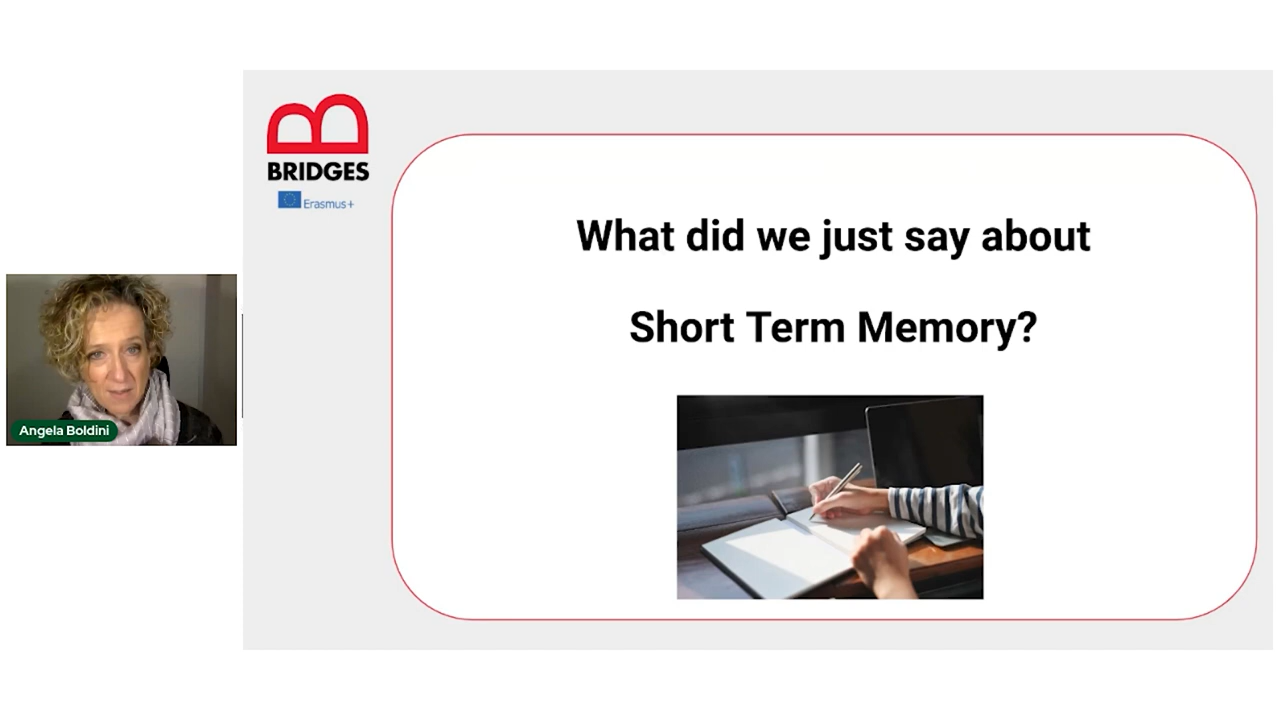 BRIDGES
Erasmus+
What did we just say about
Short Term Memory?
Angela Boldini